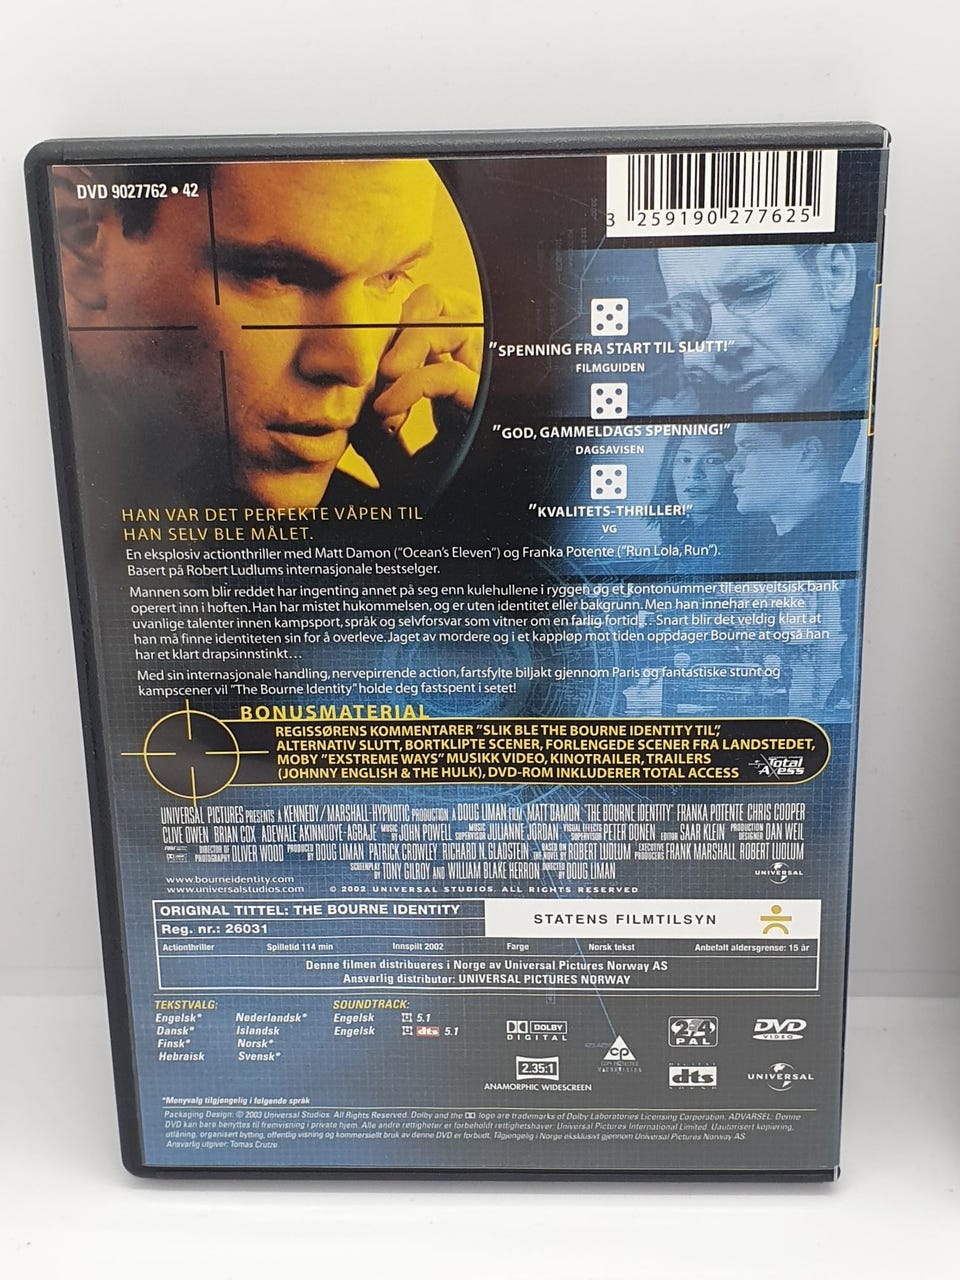 DVD 9027762 • 42
3 259190 277625
"SPENNING FRA START TIL SLUTT!"
FILMGUIDEN
"GOD, GAMMELDAGS SPENNING!"
DAGSAVISEN
"KVALITETS-THRILLER!"
VG
HAN VAR DET PERFEKTE VÅPEN TIL
HAN SELV BLE MÅLET.
En eksplosiv actionthriller med Matt Damon ("Ocean's Eleven") og Franka Potente ("Run Lola, Run").
Basert på Robert Ludlums internasjonale bestselger.
Mannen som blir reddet har ingenting annet på seg enn kulehullene i ryggen og et kontonummer til en sveitsisk bank
operert inn i hoften. Han har mistet hukommelsen, og er uten identitet eller bakgrunn. Men han innehar en rekke
uvanlige talenter innen kampsport, språk og selvforsvar som vitner om en farlig fortid... Snart blir det veldig klart at
han må finne identiteten sin for å overleve. Jaget av mordere og i et kappløp mot tiden oppdager Bourne at også han
har et klart drapsinnstinkt...
Med sin internasjonale handling, nervepirrende action, fartsfylte biljakt gjennom Paris og fantastiske stunt og
kampscener vil "The Bourne Identity" holde deg fastspent i setet!
BONUSMATERIAL
REGISSØRENS KOMMENTARER "SLIK BLE THE BOURNE IDENTITY TIL",
ALTERNATIV SLUTT, BORTKLIPTE SCENER, FORLENGEDE SCENER FRA LANDSTEDET,
MOBY "EXSTREME WAYS" MUSIKK VIDEO, KINOTRAILER, TRAILERS
(JOHNNY ENGLISH & THE HULK), DVD-ROM INKLUDERER TOTAL ACCESS
Total Axess
UNIVERSAL PICTURES PRESENTS A KENNEDY/MARSHALL-HYPNOTIC PRODUCTION A DOUG LIMAN FILM MATT DAMON "THE BOURNE IDENTITY" FRANKA POTENTE CHRIS COOPER
CLIVE OWEN BRIAN COX ADEWALE AKINNUOYE-AGBAJE MUSIC BY JOHN POWELL MUSIC SUPERVISOR JULIANNE JORDAN VISUAL EFFECTS SUPERVISOR PETER DONEN EDITOR SAAR KLEIN PRODUCTION DESIGNER DAN WEIL
DIRECTOR OF PHOTOGRAPHY OLIVER WOOD PRODUCED BY DOUG LIMAN PATRICK CROWLEY RICHARD N. GLADSTEIN BASED ON THE NOVEL BY ROBERT LUDLUM EXECUTIVE PRODUCERS FRANK MARSHALL ROBERT LUDLUM
SCREENPLAY BY TONY GILROY AND WILLIAM BLAKE HERRON DIRECTED BY DOUG LIMAN
UNIVERSAL
www.bourneidentity.com
www.universalstudios.com
© 2002 UNIVERSAL STUDIOS. ALL RIGHTS RESERVED
ORIGINAL TITTEL: THE BOURNE IDENTITY
Reg. nr.: 26031
STATENS FILMTILSYN
Actionthriller Spilletid 114 min Innspilt 2002 Farge Norsk tekst Anbefalt aldersgrense: 15 år
Denne filmen distribueres i Norge av Universal Pictures Norway AS
Ansvarlig distributør: UNIVERSAL PICTURES NORWAY
TEKSTVALG:
Engelsk* Nederlandsk*
Dansk* Islandsk
Finsk* Norsk*
Hebraisk Svensk*
SOUNDTRACK:
Engelsk 5.1
Engelsk dts 5.1
DOLBY
DIGITAL
2.35:1
ANAMORPHIC WIDESCREEN
CP
2 4
PAL
DVD
VIDEO
DIGITAL
dts
SOUND
UNIVERSAL
*Menyvalg tilgjengelig i følgende språk
Packaging Design: © 2003 Universal Studios. All Rights Reserved. Dolby and the logo are trademarks of Dolby Laboratories Licensing Corporation. ADVARSEL: Denne
DVD kan bare benyttes til fremvisning i private hjem. Alle andre rettigheter er forbeholdt rettighetshaver: Universal Pictures International Limited. Uautorisert kopiering,
utlåning, organisert bytting, offentlig visning og kommersielt bruk av denne DVD er forbudt. Tilgjengelig i Norge eksklusivt gjennom Universal Pictures Norway AS.
Ansvarlig utgiver: Tomas Crutze.